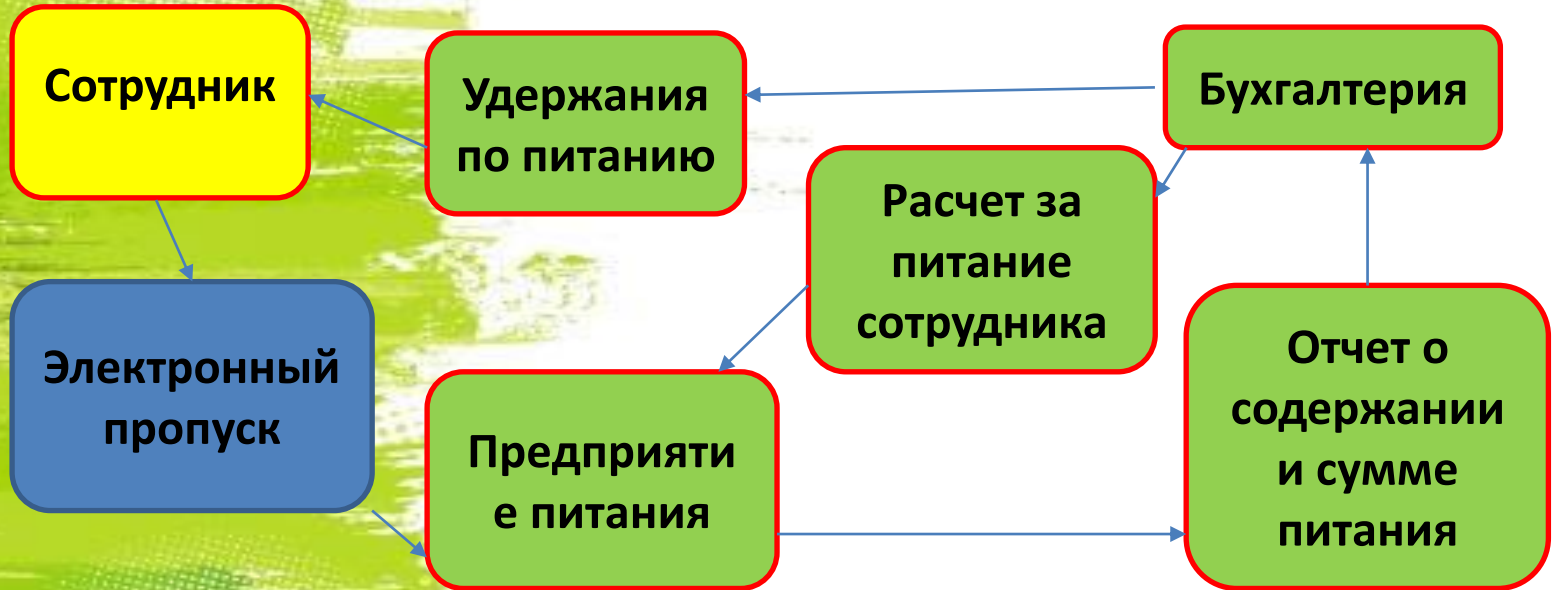 Сотрудник
Удержания
по питанию
Бухгалтерия
Расчет за
питание
сотрудника
Электронный
пропуск
Предприяти
е питания
Отчет о
содержании
и сумме
питания